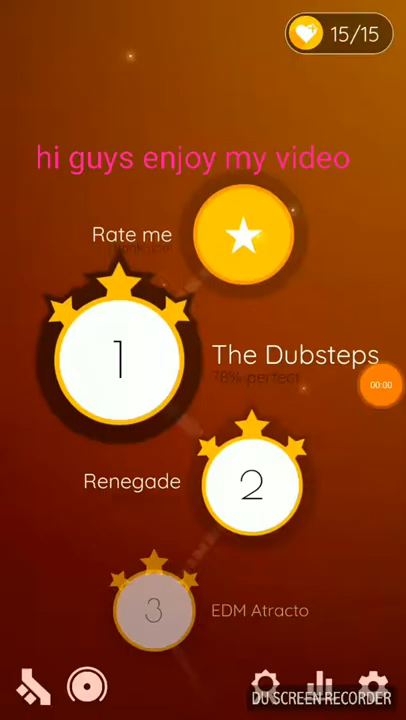 15/15
hi guys enjoy my video
Rate me
1
The Dubsteps
78% perfect
00:00
Renegade
2
3
EDM Atracto
DU SCREEN RECORDER